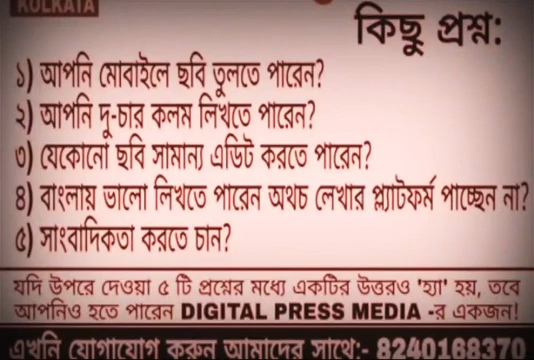 KOLKATA
কিছু প্রশ্ন:
১) আপনি মোবাইলে ছবি তুলতে পারেন?
২) আপনি দু-চার কলম লিখতে পারেন?
৩) যেকোনো ছবি সামান্য এডিট করতে পারেন?
৪) বাংলায় ভালো লিখতে পারেন অথচ লেখার প্ল্যাটফর্ম পাচ্ছেন না?
৫) সাংবাদিকতা করতে চান?
যদি উপরে দেওয়া ৫ টি প্রশ্নের মধ্যে একটির উত্তরও 'হ্যা' হয়, তবে
আপনিও হতে পারেন DIGITAL PRESS MEDIA -র একজন!
এখনি যোগাযোগ করুন আমাদের সাথে:- 8240168370